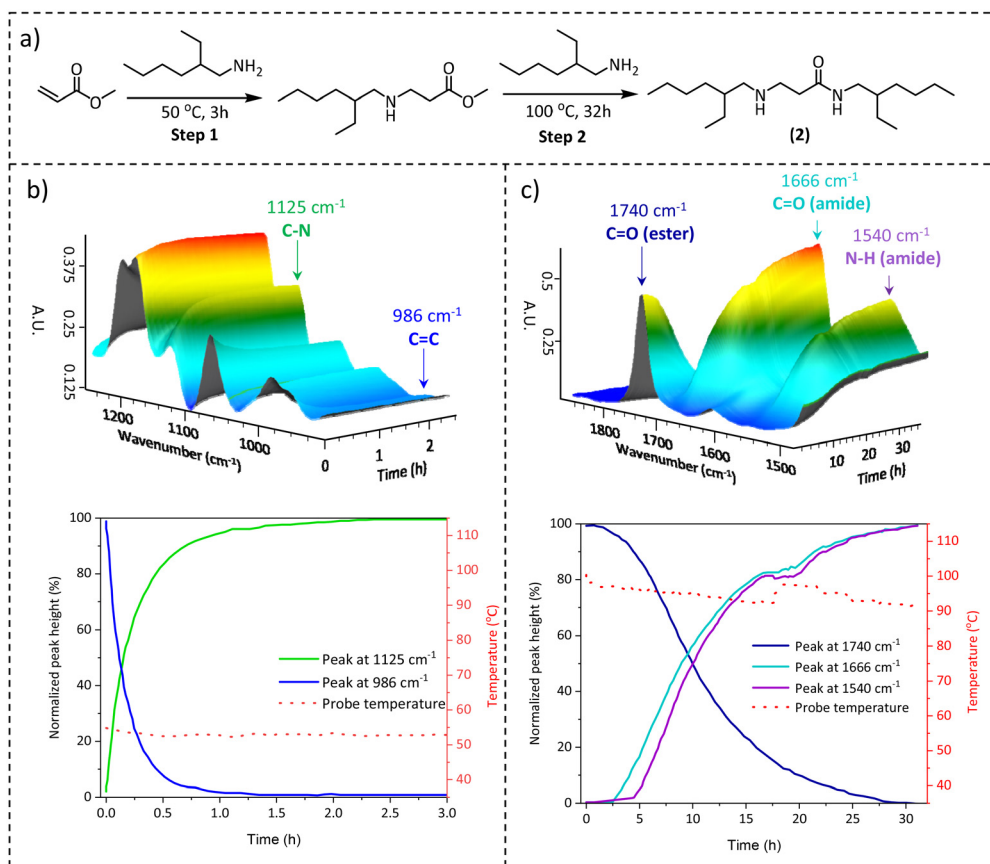 a)
NH₂
O
O
50 °C, 3h
Step 1
N
H
O
O
NH₂
100 °C, 32h
Step 2
N
H
O
N
H
(2)
b)
1125 cm⁻¹
C-N
986 cm⁻¹
C=C
A.U.
0.375
0.25
0.125
1200
1100
1000
Wavenumber (cm⁻¹)
0
1
2
Time (h)
Normalized peak height (%)
100
80
60
40
20
0
Peak at 1125 cm⁻¹
Peak at 986 cm⁻¹
Probe temperature
115
110
100
90
80
70
60
50
40
35
Temperature (°C)
0.0
0.5
1.0
1.5
2.0
2.5
3.0
Time (h)
c)
1666 cm⁻¹
C=O (amide)
1740 cm⁻¹
C=O (ester)
1540 cm⁻¹
N-H (amide)
A.U.
0.5
0.25
1800
1700
1600
1500
Wavenumber (cm⁻¹)
10
20
30
Time (h)
Normalized peak height (%)
100
80
60
40
20
0
Peak at 1740 cm⁻¹
Peak at 1666 cm⁻¹
Peak at 1540 cm⁻¹
Probe temperature
115
110
100
90
80
70
60
50
40
35
Temperature (°C)
0
5
10
15
20
25
30
Time (h)